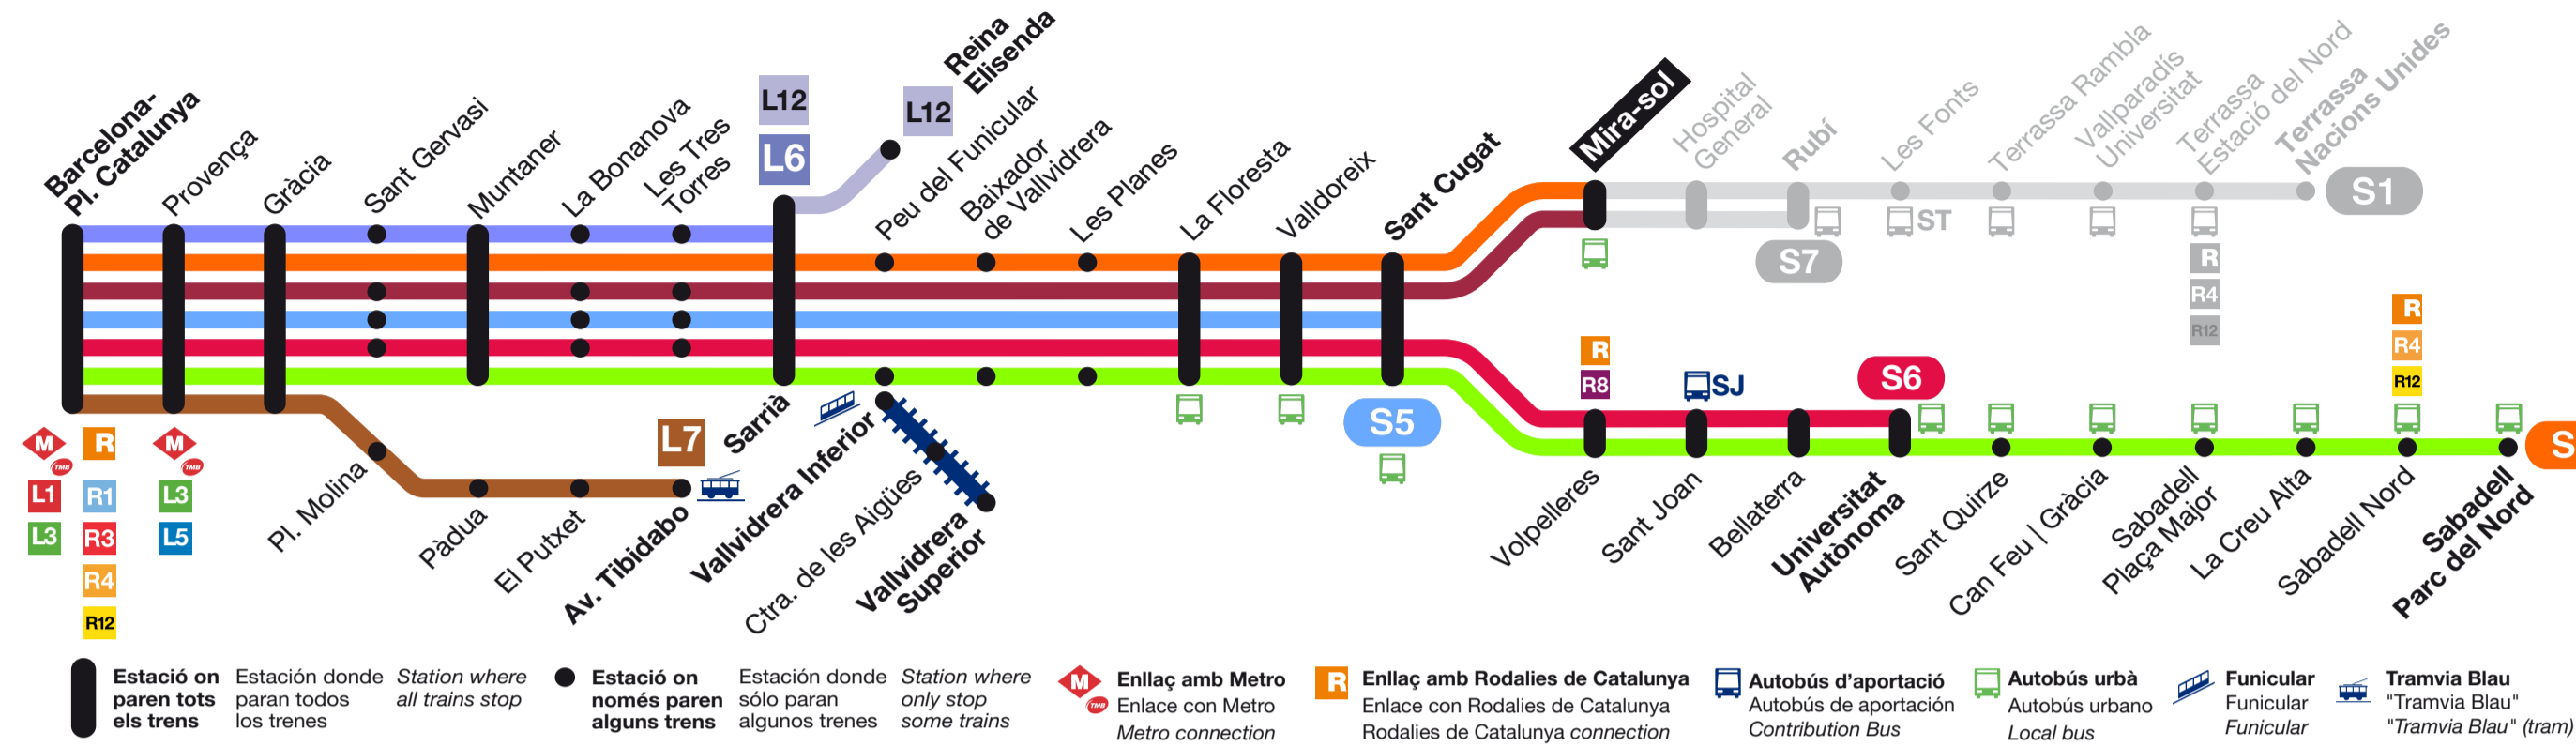 Barcelona-
Pl. Catalunya
Provença
Gràcia
Sant Gervasi
Muntaner
La Bonanova
Les Tres
Torres
L12
L6
Reina
Elisenda
L12
Peu del Funicular
Baixador
de Vallvidrera
Les Planes
La Floresta
Valldoreix
Sant Cugat
Mira-sol
Hospital
General
Rubí
Les Fonts
Terrassa Rambla
Vallparadís
Universitat
Terrassa
Estació del Nord
Terrassa
Nacions Unides
S1
ST
S7
R
R4
R12
R
R4
R12
R
R8
SJ
S6
S5
S
M
TMB
L1
L3
R
R1
R3
R4
R12
M
TMB
L3
L5
Pl. Molina
Pàdua
El Putxet
Av. Tibidabo
L7
Sarrià
Vallvidrera Inferior
Ctra. de les Aigües
Vallvidrera
Superior
Volpelleres
Sant Joan
Bellaterra
Universitat
Autònoma
Sant Quirze
Can Feu | Gràcia
Sabadell
Plaça Major
La Creu Alta
Sabadell Nord
Sabadell
Parc del Nord
Estació on
paren tots
els trens
Estación donde
paran todos
los trenes
Station where
all trains stop
Estació on
només paren
alguns trens
Estación donde
sólo paran
algunos trenes
Station where
only stop
some trains
M
TMB
Enllaç amb Metro
Enlace con Metro
Metro connection
R
Enllaç amb Rodalies de Catalunya
Enlace con Rodalies de Catalunya
Rodalies de Catalunya connection
Autobús d'aportació
Autobús de aportación
Contribution Bus
Autobús urbà
Autobús urbano
Local bus
Funicular
Funicular
Funicular
Tramvia Blau
"Tramvia Blau"
"Tramvia Blau" (tram)